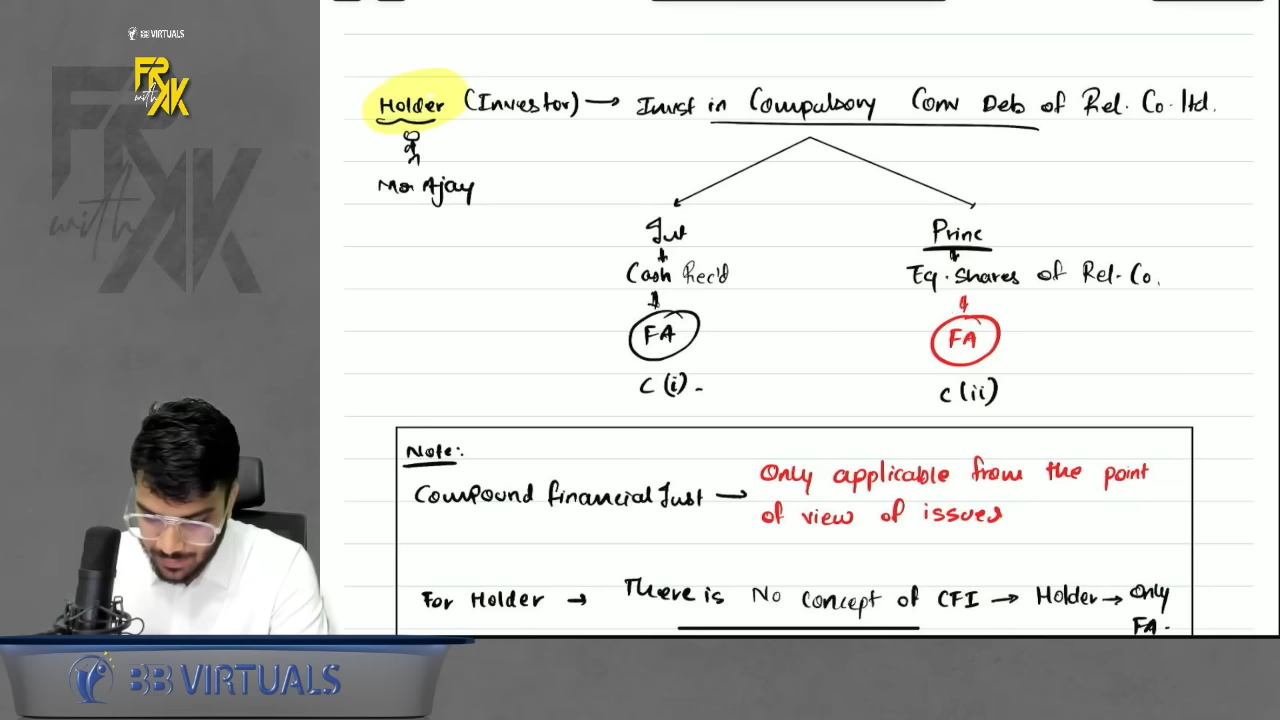 BB VIRTUALS
FR
with
AK
Holder (Investor) → Invst in Compulsory Conv Deb of Rel. Co. ltd.
Mr Ajay
Int
Princ
Cash Rec'd
Eq. Shares of Rel. Co.
FA
FA
C (i) -
C (ii)
Note:
Compound financial Inst → Only applicable from the point
of view of issuer
For Holder → There is No concept of CFI → Holder → Only
FA.
BB VIRTUALS